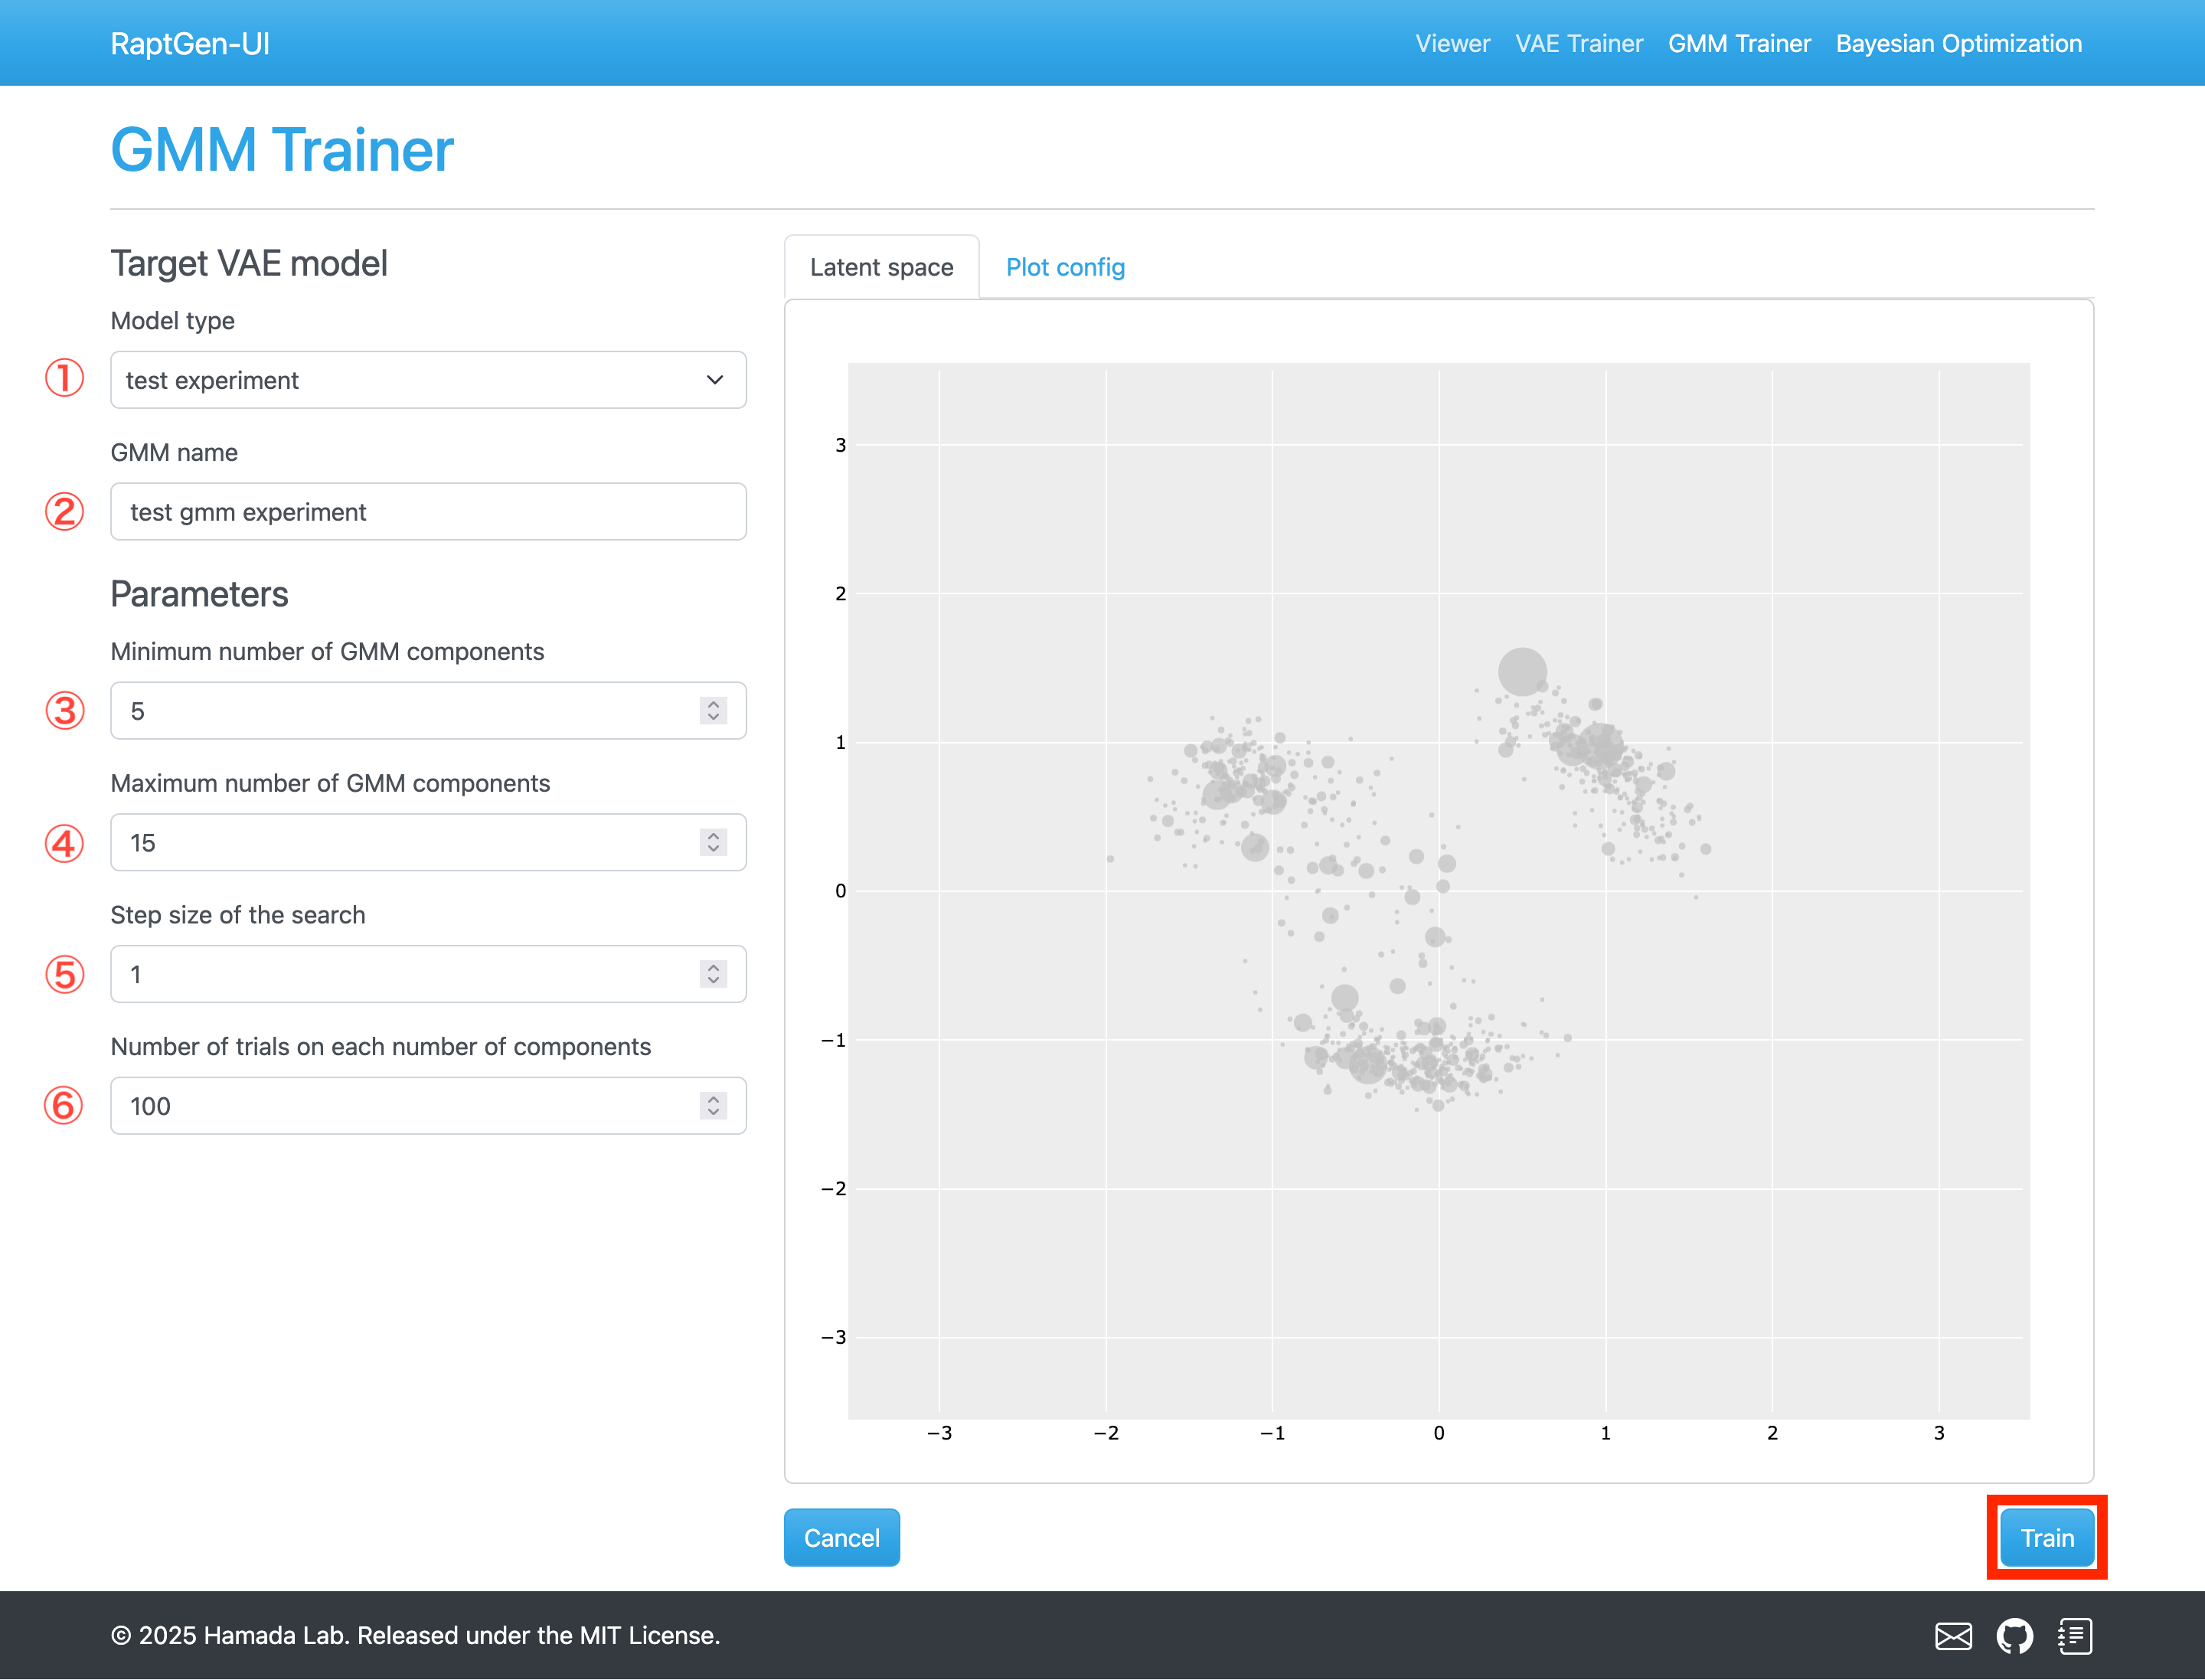 RaptGen-UI
Viewer VAE Trainer GMM Trainer Bayesian Optimization
GMM Trainer
Target VAE model
Model type
① test experiment
GMM name
② test gmm experiment
Parameters
Minimum number of GMM components
③ 5
Maximum number of GMM components
④ 15
Step size of the search
⑤ 1
Number of trials on each number of components
⑥ 100
Latent space Plot config
3
2
1
0
−1
−2
−3
−3 −2 −1 0 1 2 3
Cancel Train
© 2025 Hamada Lab. Released under the MIT License.